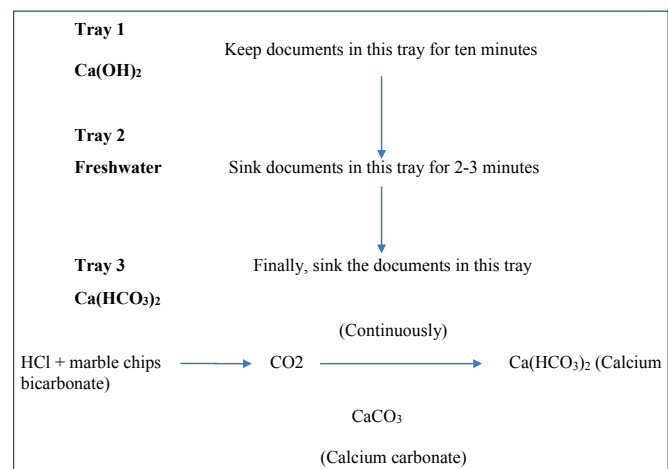 Tray 1
Keep documents in this tray for ten minutes
Ca(OH)₂
Tray 2
Freshwater
Sink documents in this tray for 2-3 minutes
Tray 3
Finally, sink the documents in this tray
Ca(HCO₃)₂
(Continuously)
HCl + marble chips CO2 Ca(HCO₃)₂ (Calcium
bicarbonate)
CaCO₃
(Calcium carbonate)